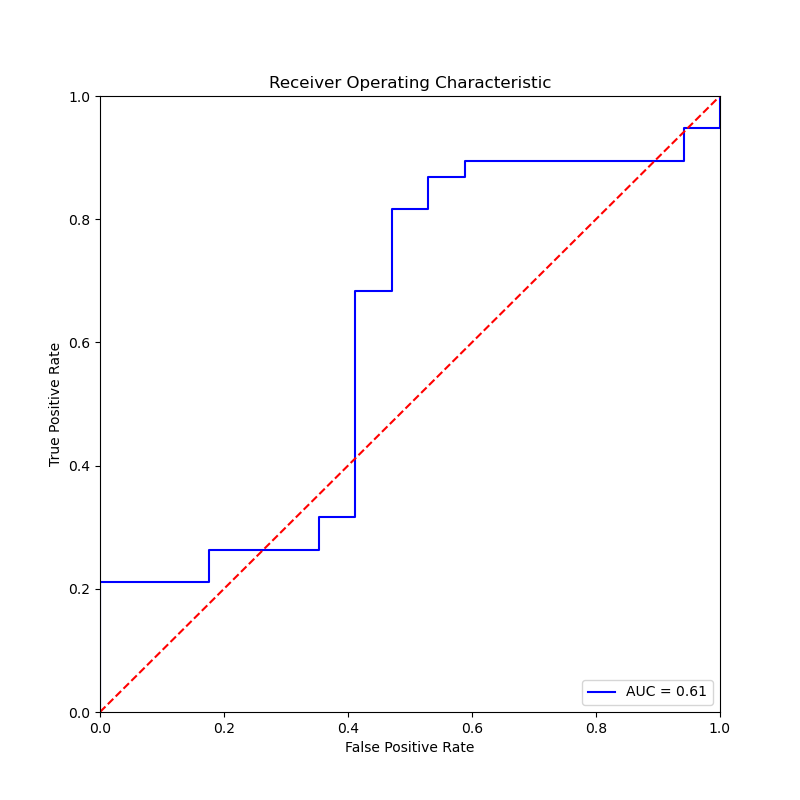 Receiver Operating Characteristic
True Positive Rate
1.0
0.8
0.6
0.4
0.2
0.0
AUC = 0.61
0.0 0.2 0.4 0.6 0.8 1.0
False Positive Rate